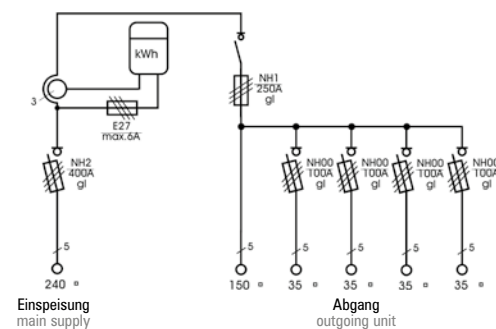 kWh
3
E27
max.6A
NH1
250A
gl
NH2
400A
gl
NH00
100A
gl
NH00
100A
gl
NH00
100A
gl
NH00
100A
gl
5
5
5
5
5
5
240 ¤
150 ¤
35 ¤
35 ¤
35 ¤
35 ¤
Einspeisung
main supply
Abgang
outgoing unit